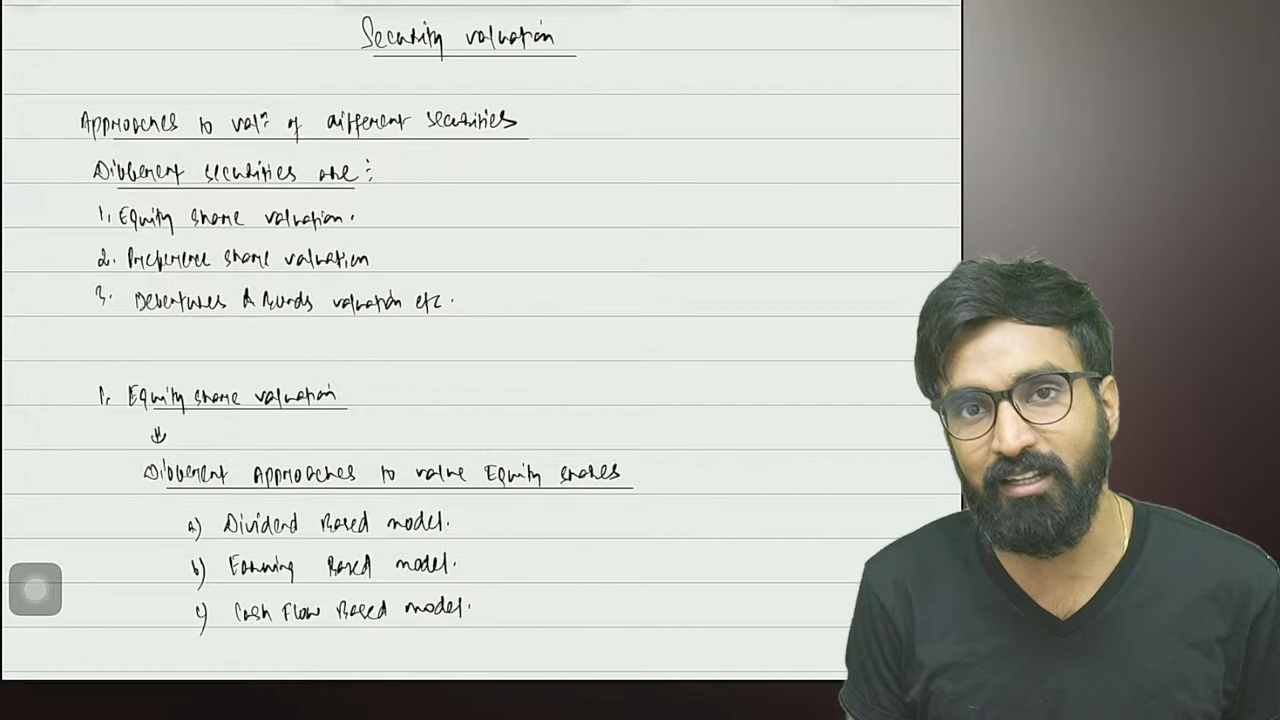 Security valuation
Approaches to valⁿ of different securities
Different securities are:
1. Equity share valuation.
2. Preference share valuation
3. Debentures & Bonds valuation etc.
1. Equity share valuation
Different Approaches to value Equity shares
a) Dividend Based model.
b) Earning Based model.
c) Cash Flow Based model.